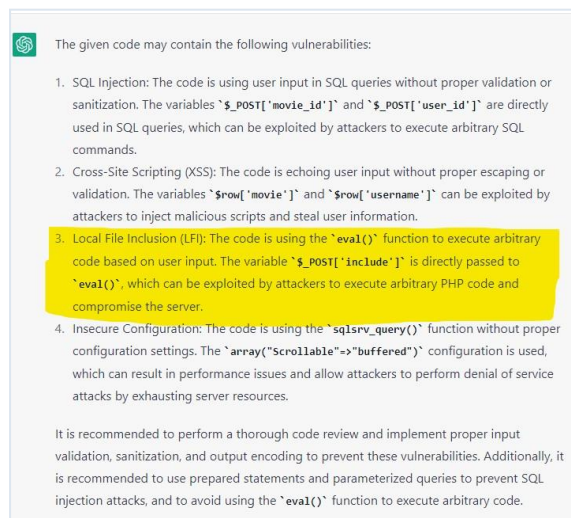 The given code may contain the following vulnerabilities:
1. SQL Injection: The code is using user input in SQL queries without proper validation or
sanitization. The variables `$_POST['movie_id']` and `$_POST['user_id']` are directly
used in SQL queries, which can be exploited by attackers to execute arbitrary SQL
commands.
2. Cross-Site Scripting (XSS): The code is echoing user input without proper escaping or
validation. The variables `$row['movie']` and `$row['username']` can be exploited by
attackers to inject malicious scripts and steal user information.
3. Local File Inclusion (LFI): The code is using the `eval()` function to execute arbitrary
code based on user input. The variable `$_POST['include']` is directly passed to
`eval()`, which can be exploited by attackers to execute arbitrary PHP code and
compromise the server.
4. Insecure Configuration: The code is using the `sqlsrv_query()` function without proper
configuration settings. The `array("Scrollable"=>"buffered")` configuration is used,
which can result in performance issues and allow attackers to perform denial of service
attacks by exhausting server resources.
It is recommended to perform a thorough code review and implement proper input
validation, sanitization, and output encoding to prevent these vulnerabilities. Additionally, it
is recommended to use prepared statements and parameterized queries to prevent SQL
injection attacks, and to avoid using the `eval()` function to execute arbitrary code.